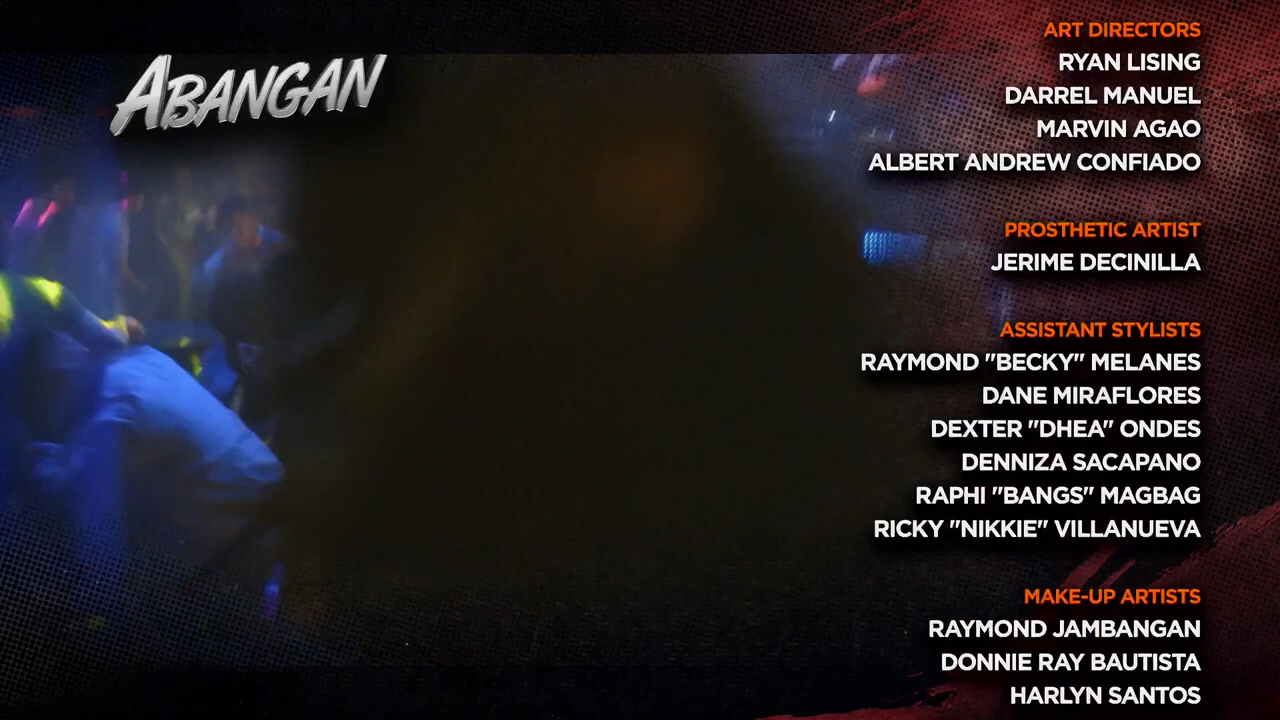 ABANGAN
ART DIRECTORS
RYAN LISING
DARREL MANUEL
MARVIN AGAO
ALBERT ANDREW CONFIADO
PROSTHETIC ARTIST
JERIME DECINILLA
ASSISTANT STYLISTS
RAYMOND "BECKY" MELANES
DANE MIRAFLORES
DEXTER "DHEA" ONDES
DENNIZA SACAPANO
RAPHI "BANGS" MAGBAG
RICKY "NIKKIE" VILLANUEVA
MAKE-UP ARTISTS
RAYMOND JAMBANGAN
DONNIE RAY BAUTISTA
HARLYN SANTOS